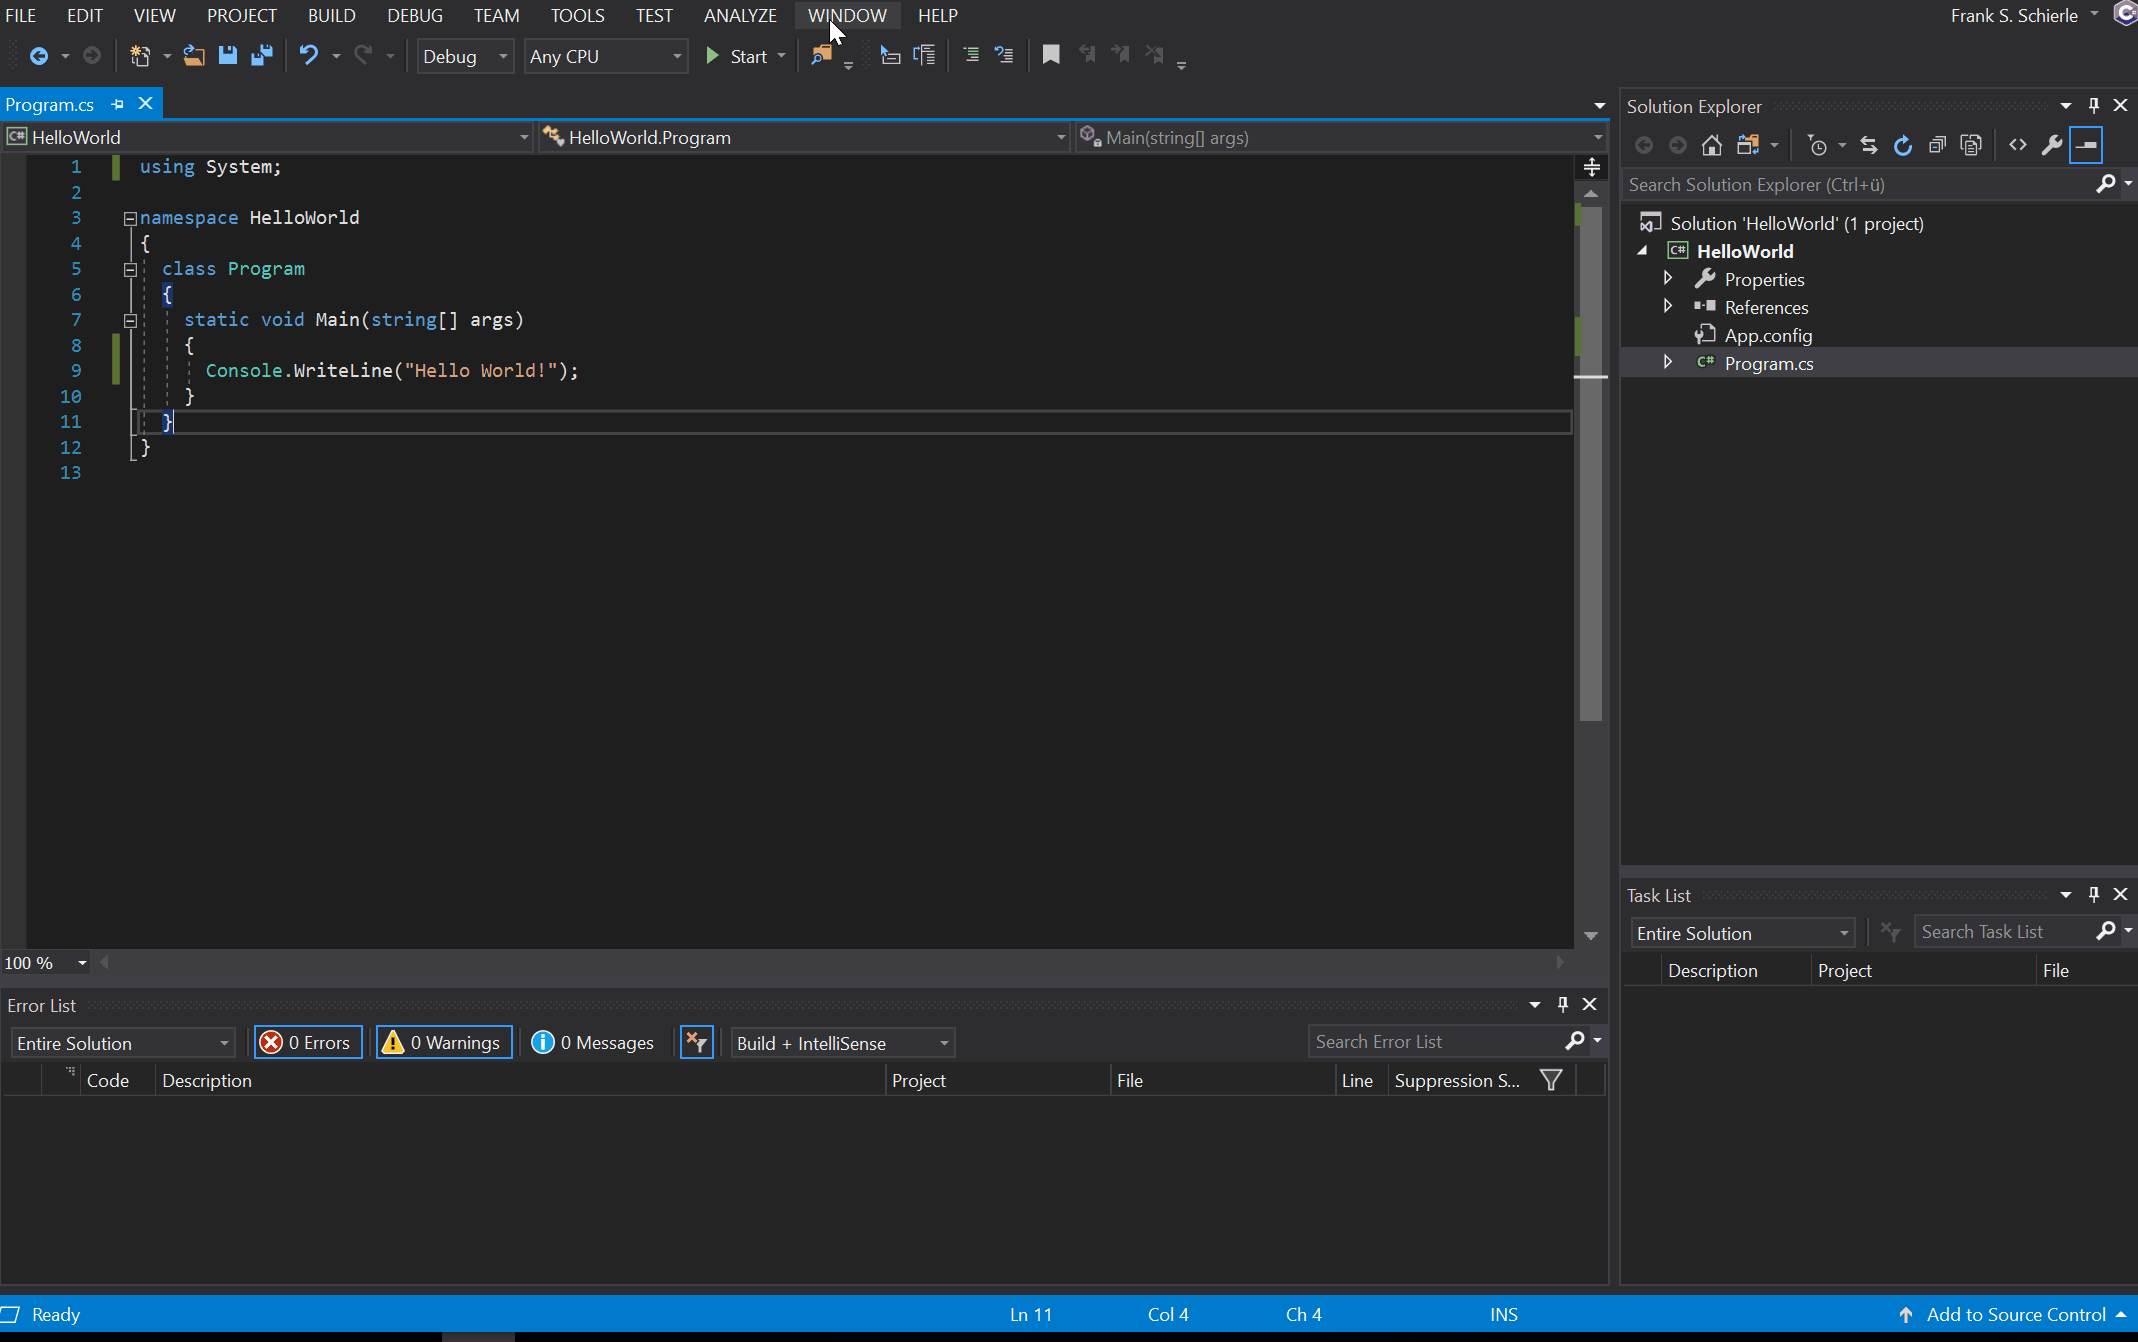 FILE EDIT VIEW PROJECT BUILD DEBUG TEAM TOOLS TEST ANALYZE WINDOW HELP Frank S. Schierle
Debug Any CPU Start
Program.cs
C# HelloWorld HelloWorld.Program Main(string[] args)
1 using System;
2
3 namespace HelloWorld
4 {
5 class Program
6 {
7 static void Main(string[] args)
8 {
9 Console.WriteLine("Hello World!");
10 }
11 }
12 }
13
100 %
Solution Explorer
Search Solution Explorer (Ctrl+ü)
Solution 'HelloWorld' (1 project)
C# HelloWorld
Properties
References
App.config
C# Program.cs
Task List
Entire Solution Search Task List
Description Project File
Error List
Entire Solution 0 Errors 0 Warnings 0 Messages Build + IntelliSense Search Error List
Code Description Project File Line Suppression S...
Ready Ln 11 Col 4 Ch 4 INS Add to Source Control